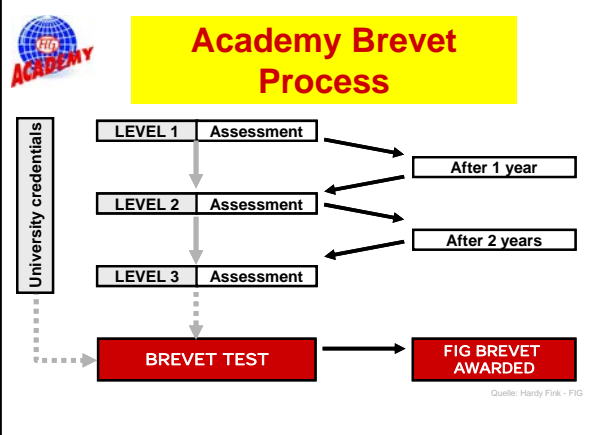 FIG
ACADEMY
Academy Brevet
Process
University credentials
LEVEL 1 Assessment
After 1 year
LEVEL 2 Assessment
After 2 years
LEVEL 3 Assessment
BREVET TEST
FIG BREVET
AWARDED
Quelle: Hardy Fink - FIG